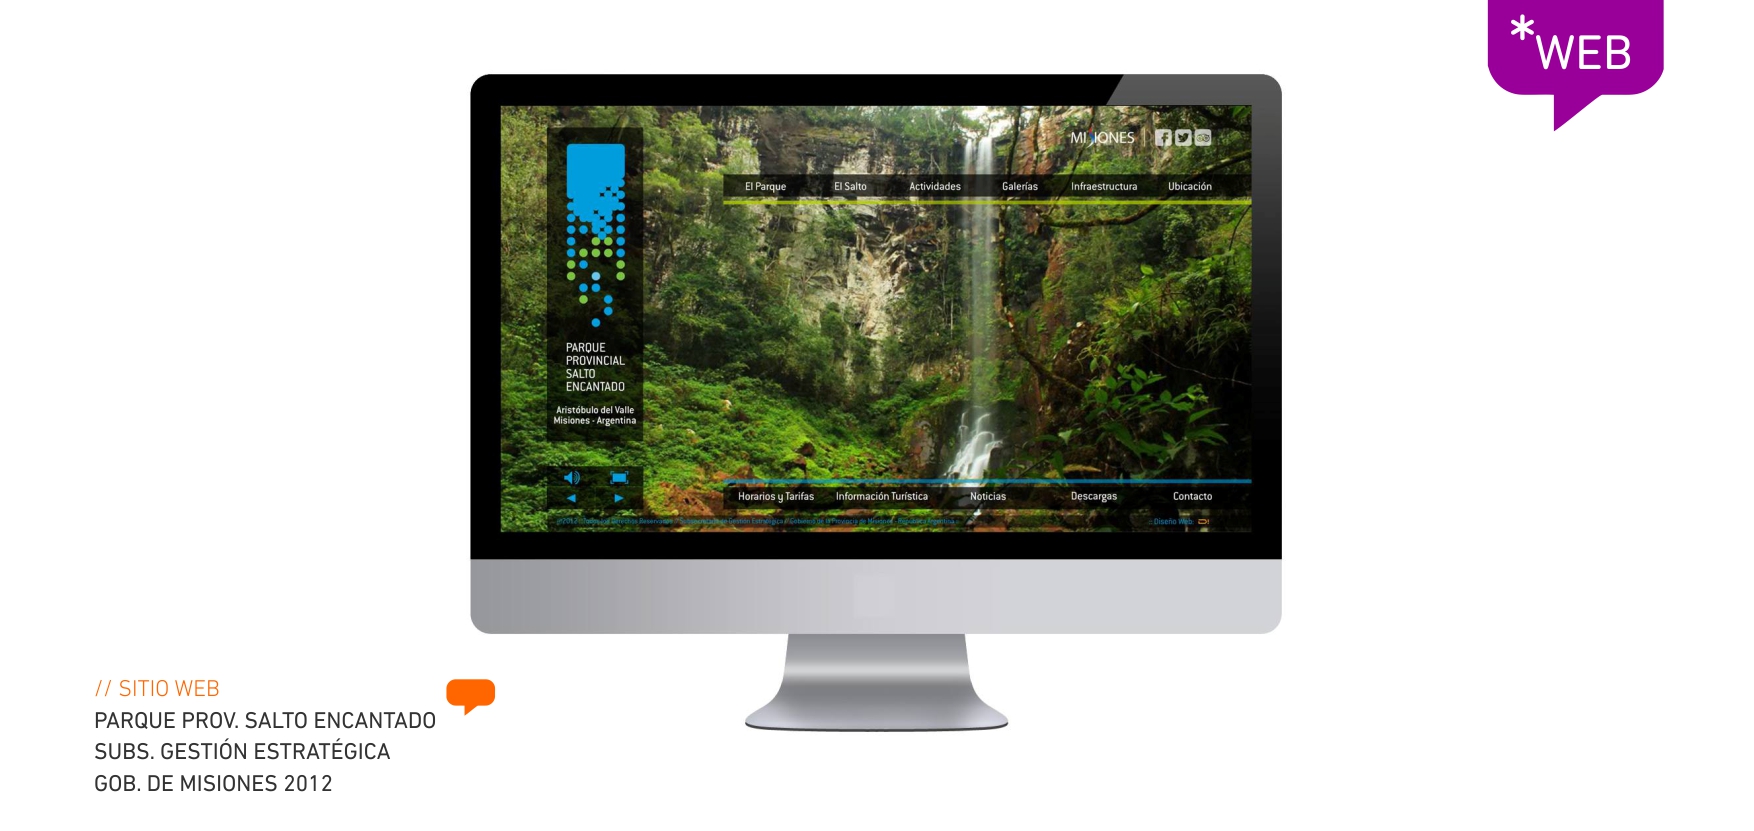 *WEB
MISIONES
El Parque El Salto Actividades Galerías Infraestructura Ubicación
PARQUE
PROVINCIAL
SALTO
ENCANTADO
Aristóbulo del Valle
Misiones - Argentina
Horarios y Tarifas Información Turística Noticias Descargas Contacto
Diseño Web:
// SITIO WEB
PARQUE PROV. SALTO ENCANTADO
SUBS. GESTIÓN ESTRATÉGICA
GOB. DE MISIONES 2012